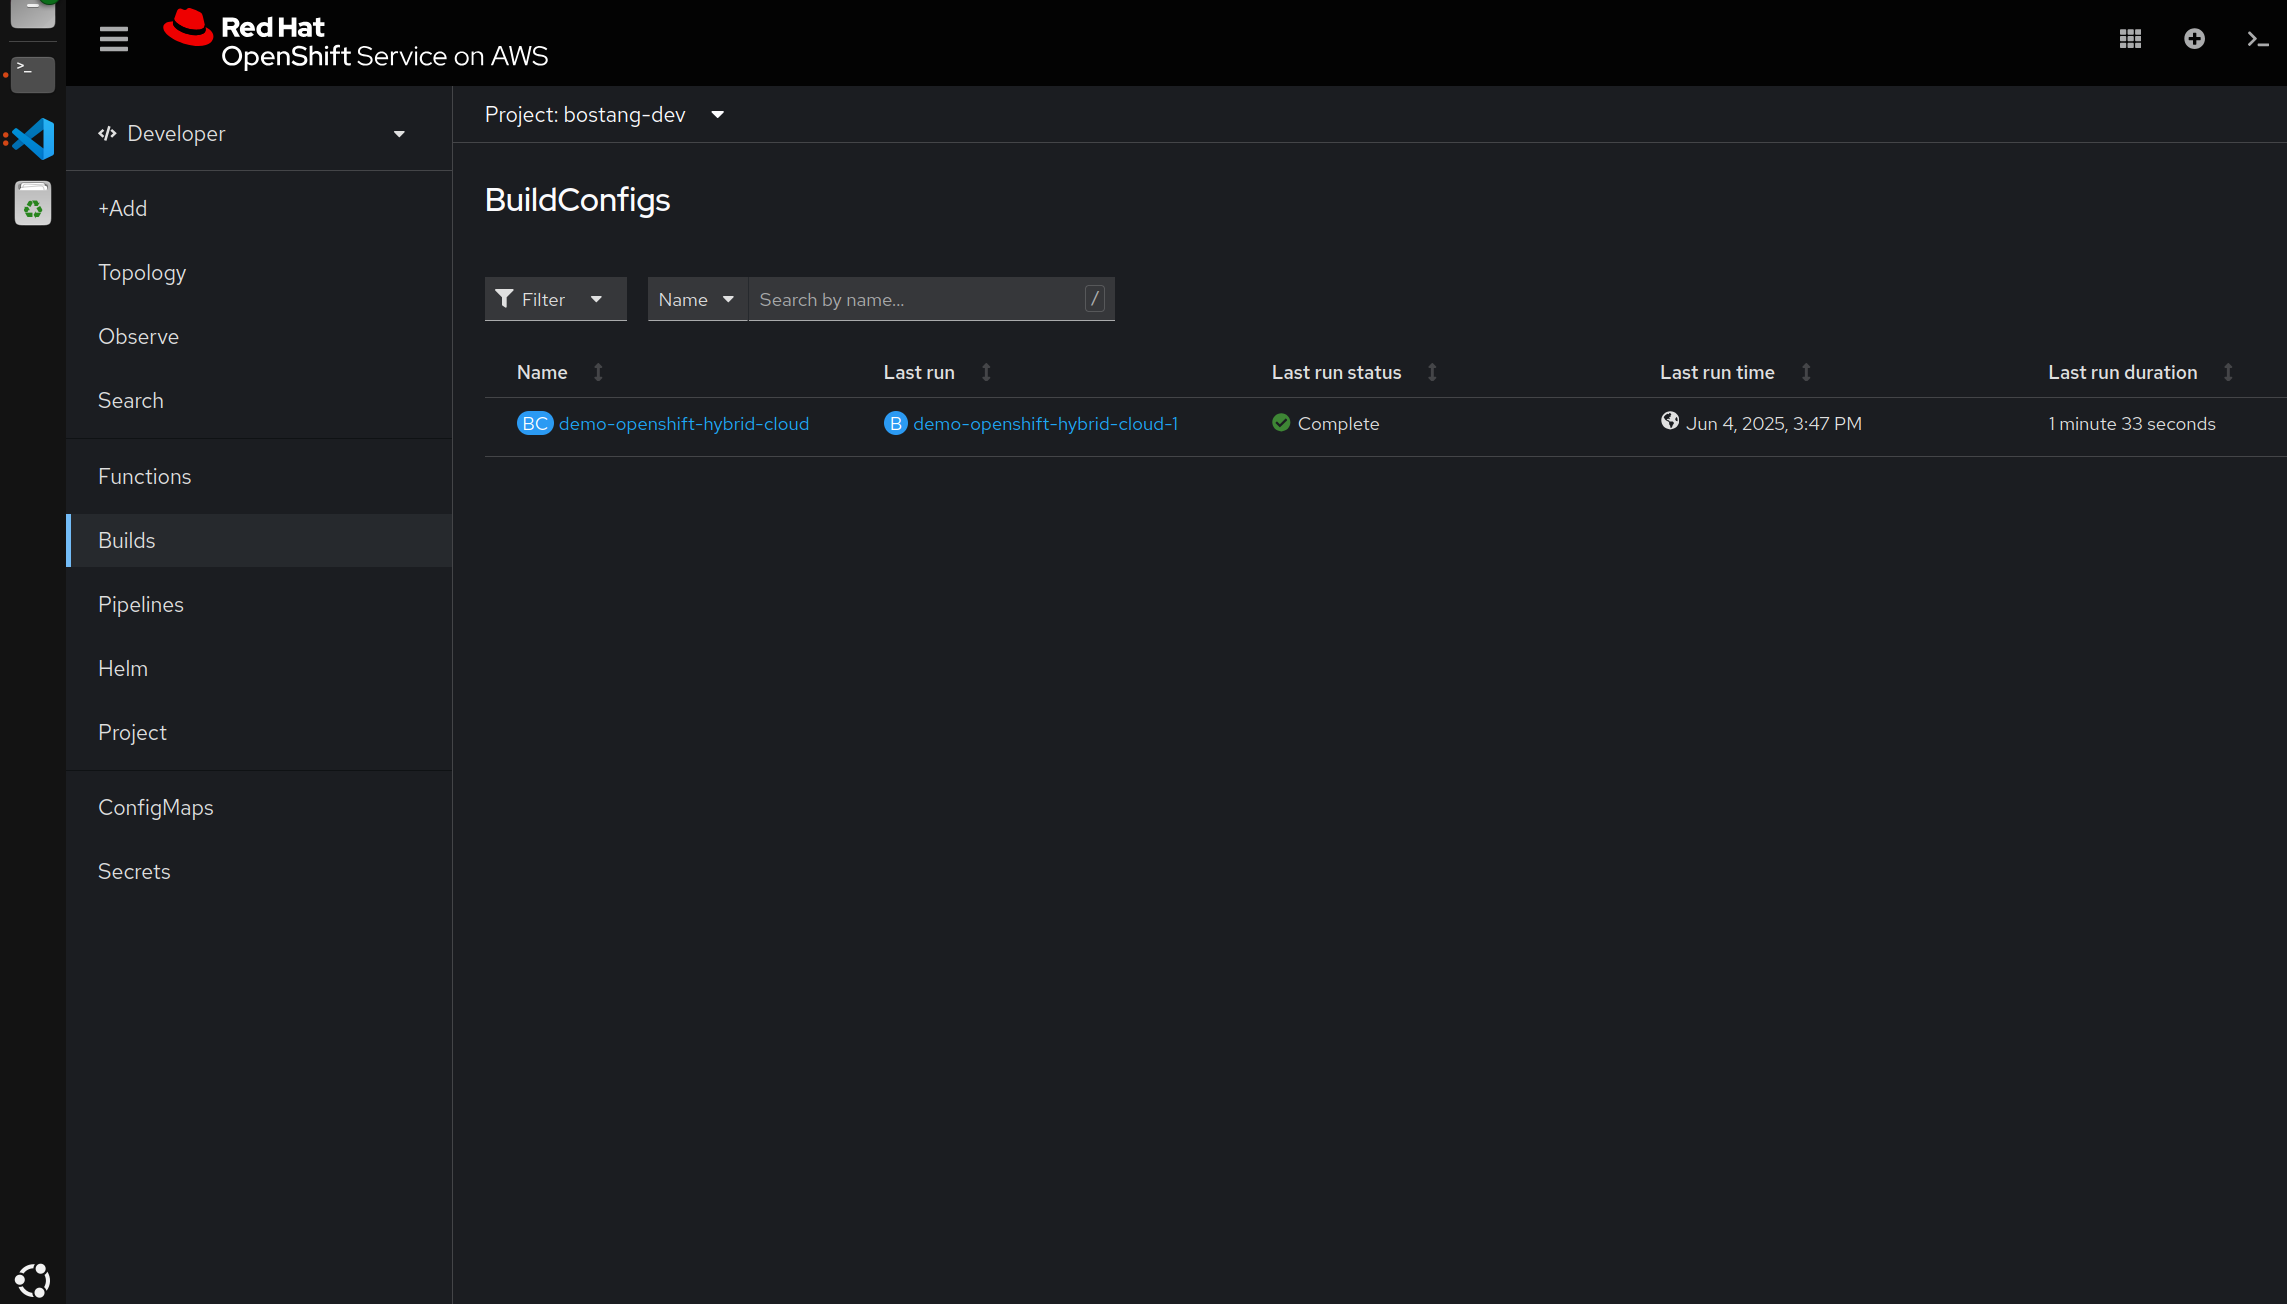 Red Hat
OpenShift Service on AWS
Developer
+Add
Topology
Observe
Search
Functions
Builds
Pipelines
Helm
Project
ConfigMaps
Secrets
Project: bostang-dev
BuildConfigs
Filter
Name
Search by name...
/
Name Last run Last run status Last run time Last run duration
BC demo-openshift-hybrid-cloud B demo-openshift-hybrid-cloud-1 Complete Jun 4, 2025, 3:47 PM 1 minute 33 seconds